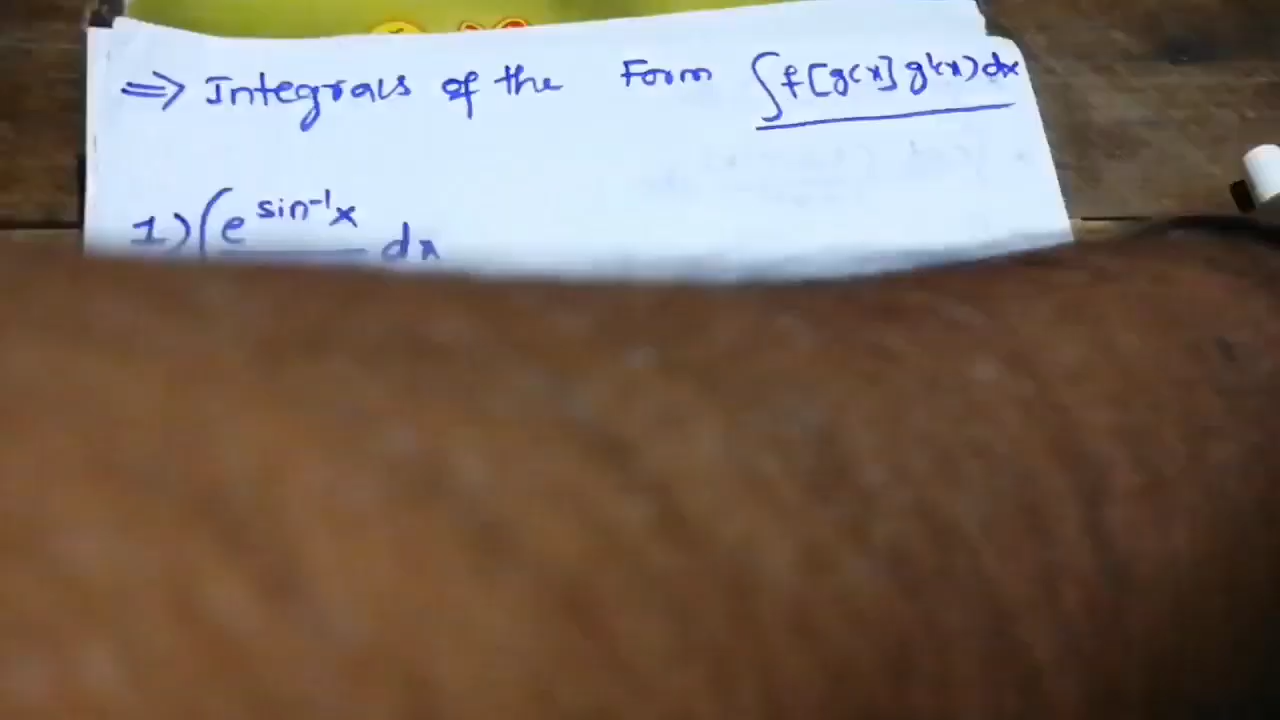 ⇒ Integrals of the Form ∫f[g(x)] g'(x) dx
1) ∫ e^sin⁻¹x dx